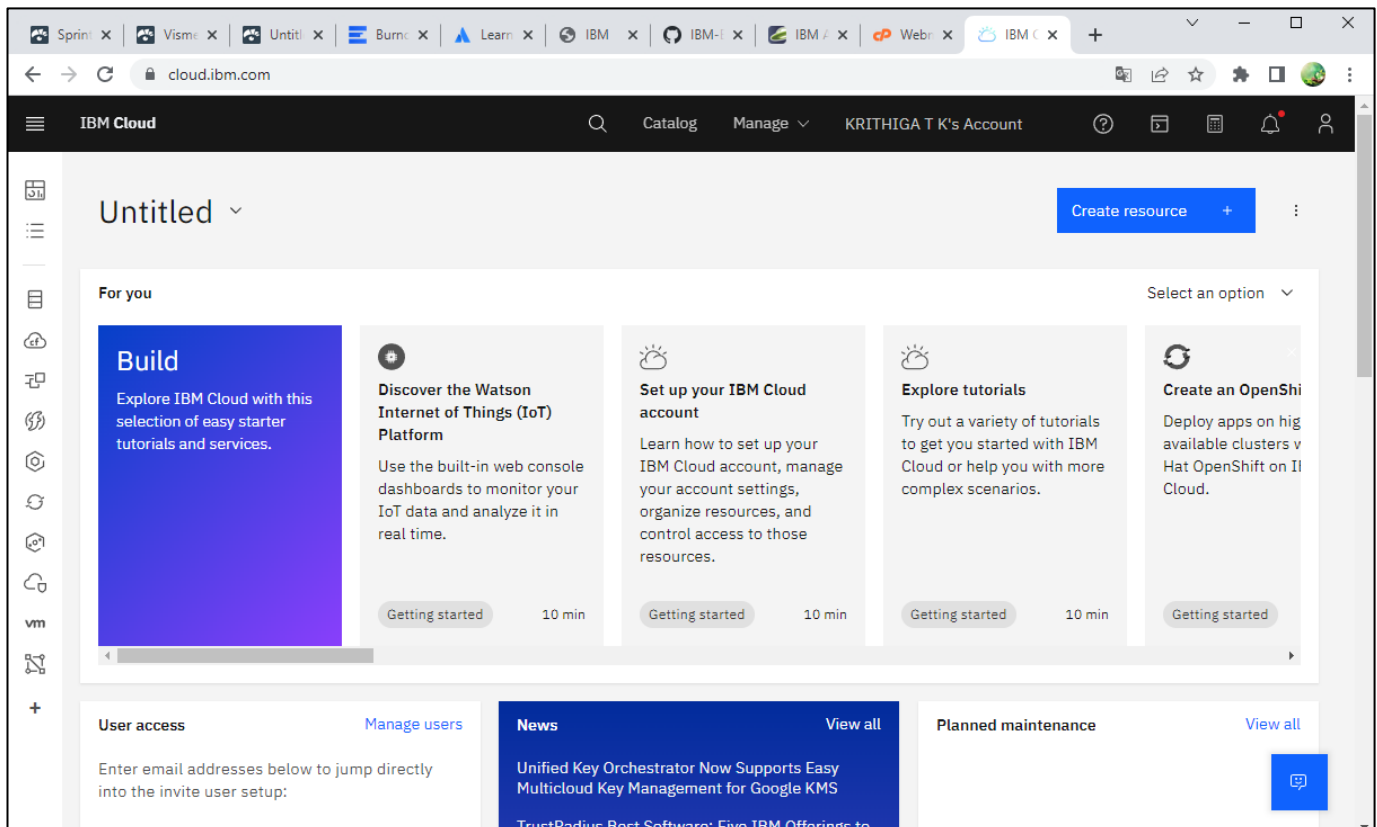 Sprint
Visme
Untitl
Burnd
Learn
IBM
IBM-
IBM A
Webm
IBM C
cloud.ibm.com
IBM Cloud
Catalog
Manage
KRITHIGA T K's Account
Untitled
Create resource +
For you
Select an option
Build
Explore IBM Cloud with this
selection of easy starter
tutorials and services.
Discover the Watson
Internet of Things (IoT)
Platform
Use the built-in web console
dashboards to monitor your
IoT data and analyze it in
real time.
Getting started
10 min
Set up your IBM Cloud
account
Learn how to set up your
IBM Cloud account, manage
your account settings,
organize resources, and
control access to those
resources.
Getting started
10 min
Explore tutorials
Try out a variety of tutorials
to get you started with IBM
Cloud or help you with more
complex scenarios.
Getting started
10 min
Create an OpenShi
Deploy apps on hig
available clusters w
Hat OpenShift on I
Cloud.
Getting started
cf
vm
User access
Manage users
Enter email addresses below to jump directly
into the invite user setup:
News
View all
Unified Key Orchestrator Now Supports Easy
Multicloud Key Management for Google KMS
TrustRadius Best Software: Five IBM Offerings to
Planned maintenance
View all